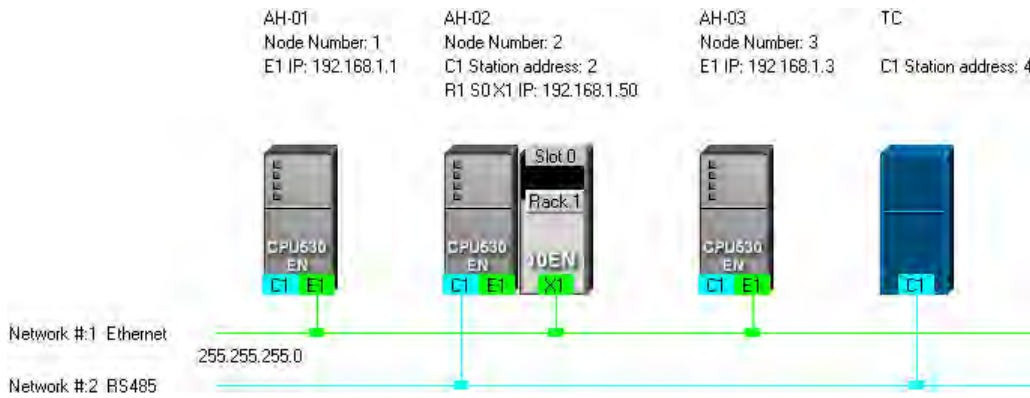 AH-01
Node Number: 1
E1 IP: 192.168.1.1
AH-02
Node Number: 2
C1 Station address: 2
R1 S0 X1 IP: 192.168.1.50
AH-03
Node Number: 3
E1 IP: 192.168.1.3
TC
C1 Station address: 4
CPU530
EN
C1 E1
CPU530
EN
C1 E1
Slot 0
Rack 1
10EN
X1
CPU530
EN
C1 E1
C1
Network #:1 Ethernet
255.255.255.0
Network #:2 RS485